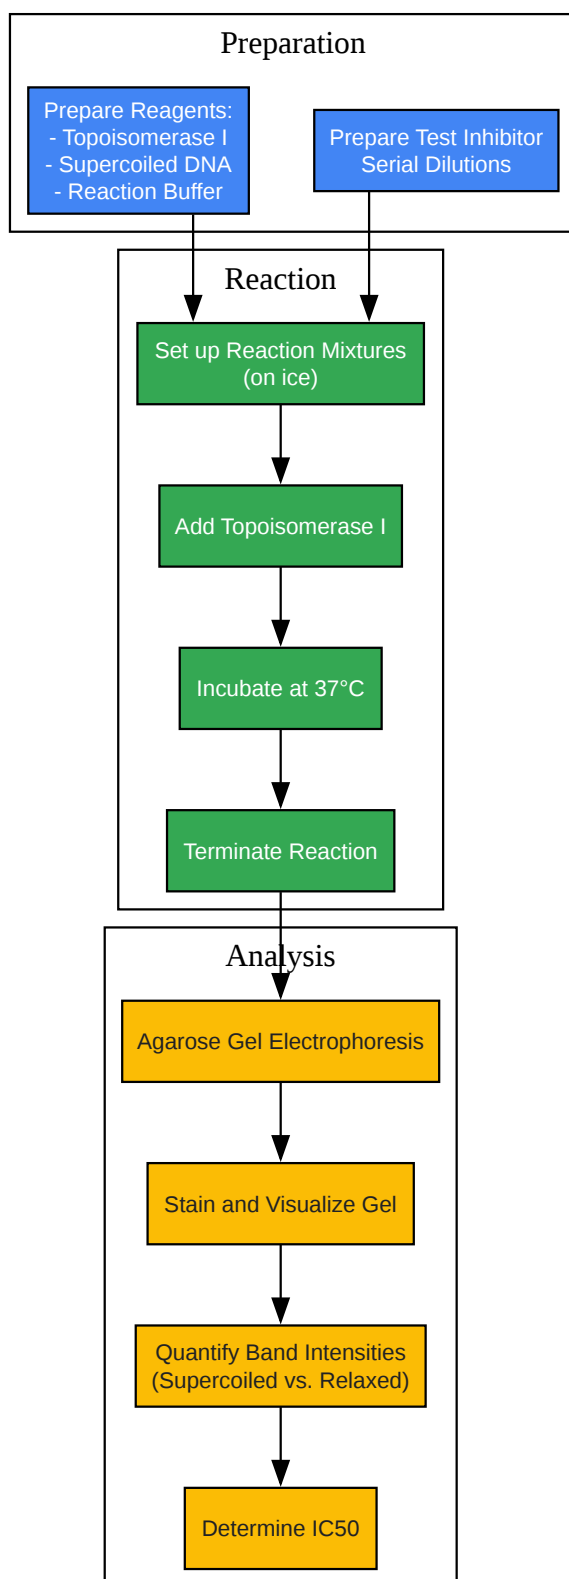 Preparation
Prepare Reagents:
- Topoisomerase I
- Supercoiled DNA
- Reaction Buffer
Prepare Test Inhibitor
Serial Dilutions
Reaction
Set up Reaction Mixtures
(on ice)
Add Topoisomerase I
Incubate at 37°C
Terminate Reaction
Analysis
Agarose Gel Electrophoresis
Stain and Visualize Gel
Quantify Band Intensities
(Supercoiled vs. Relaxed)
Determine IC50